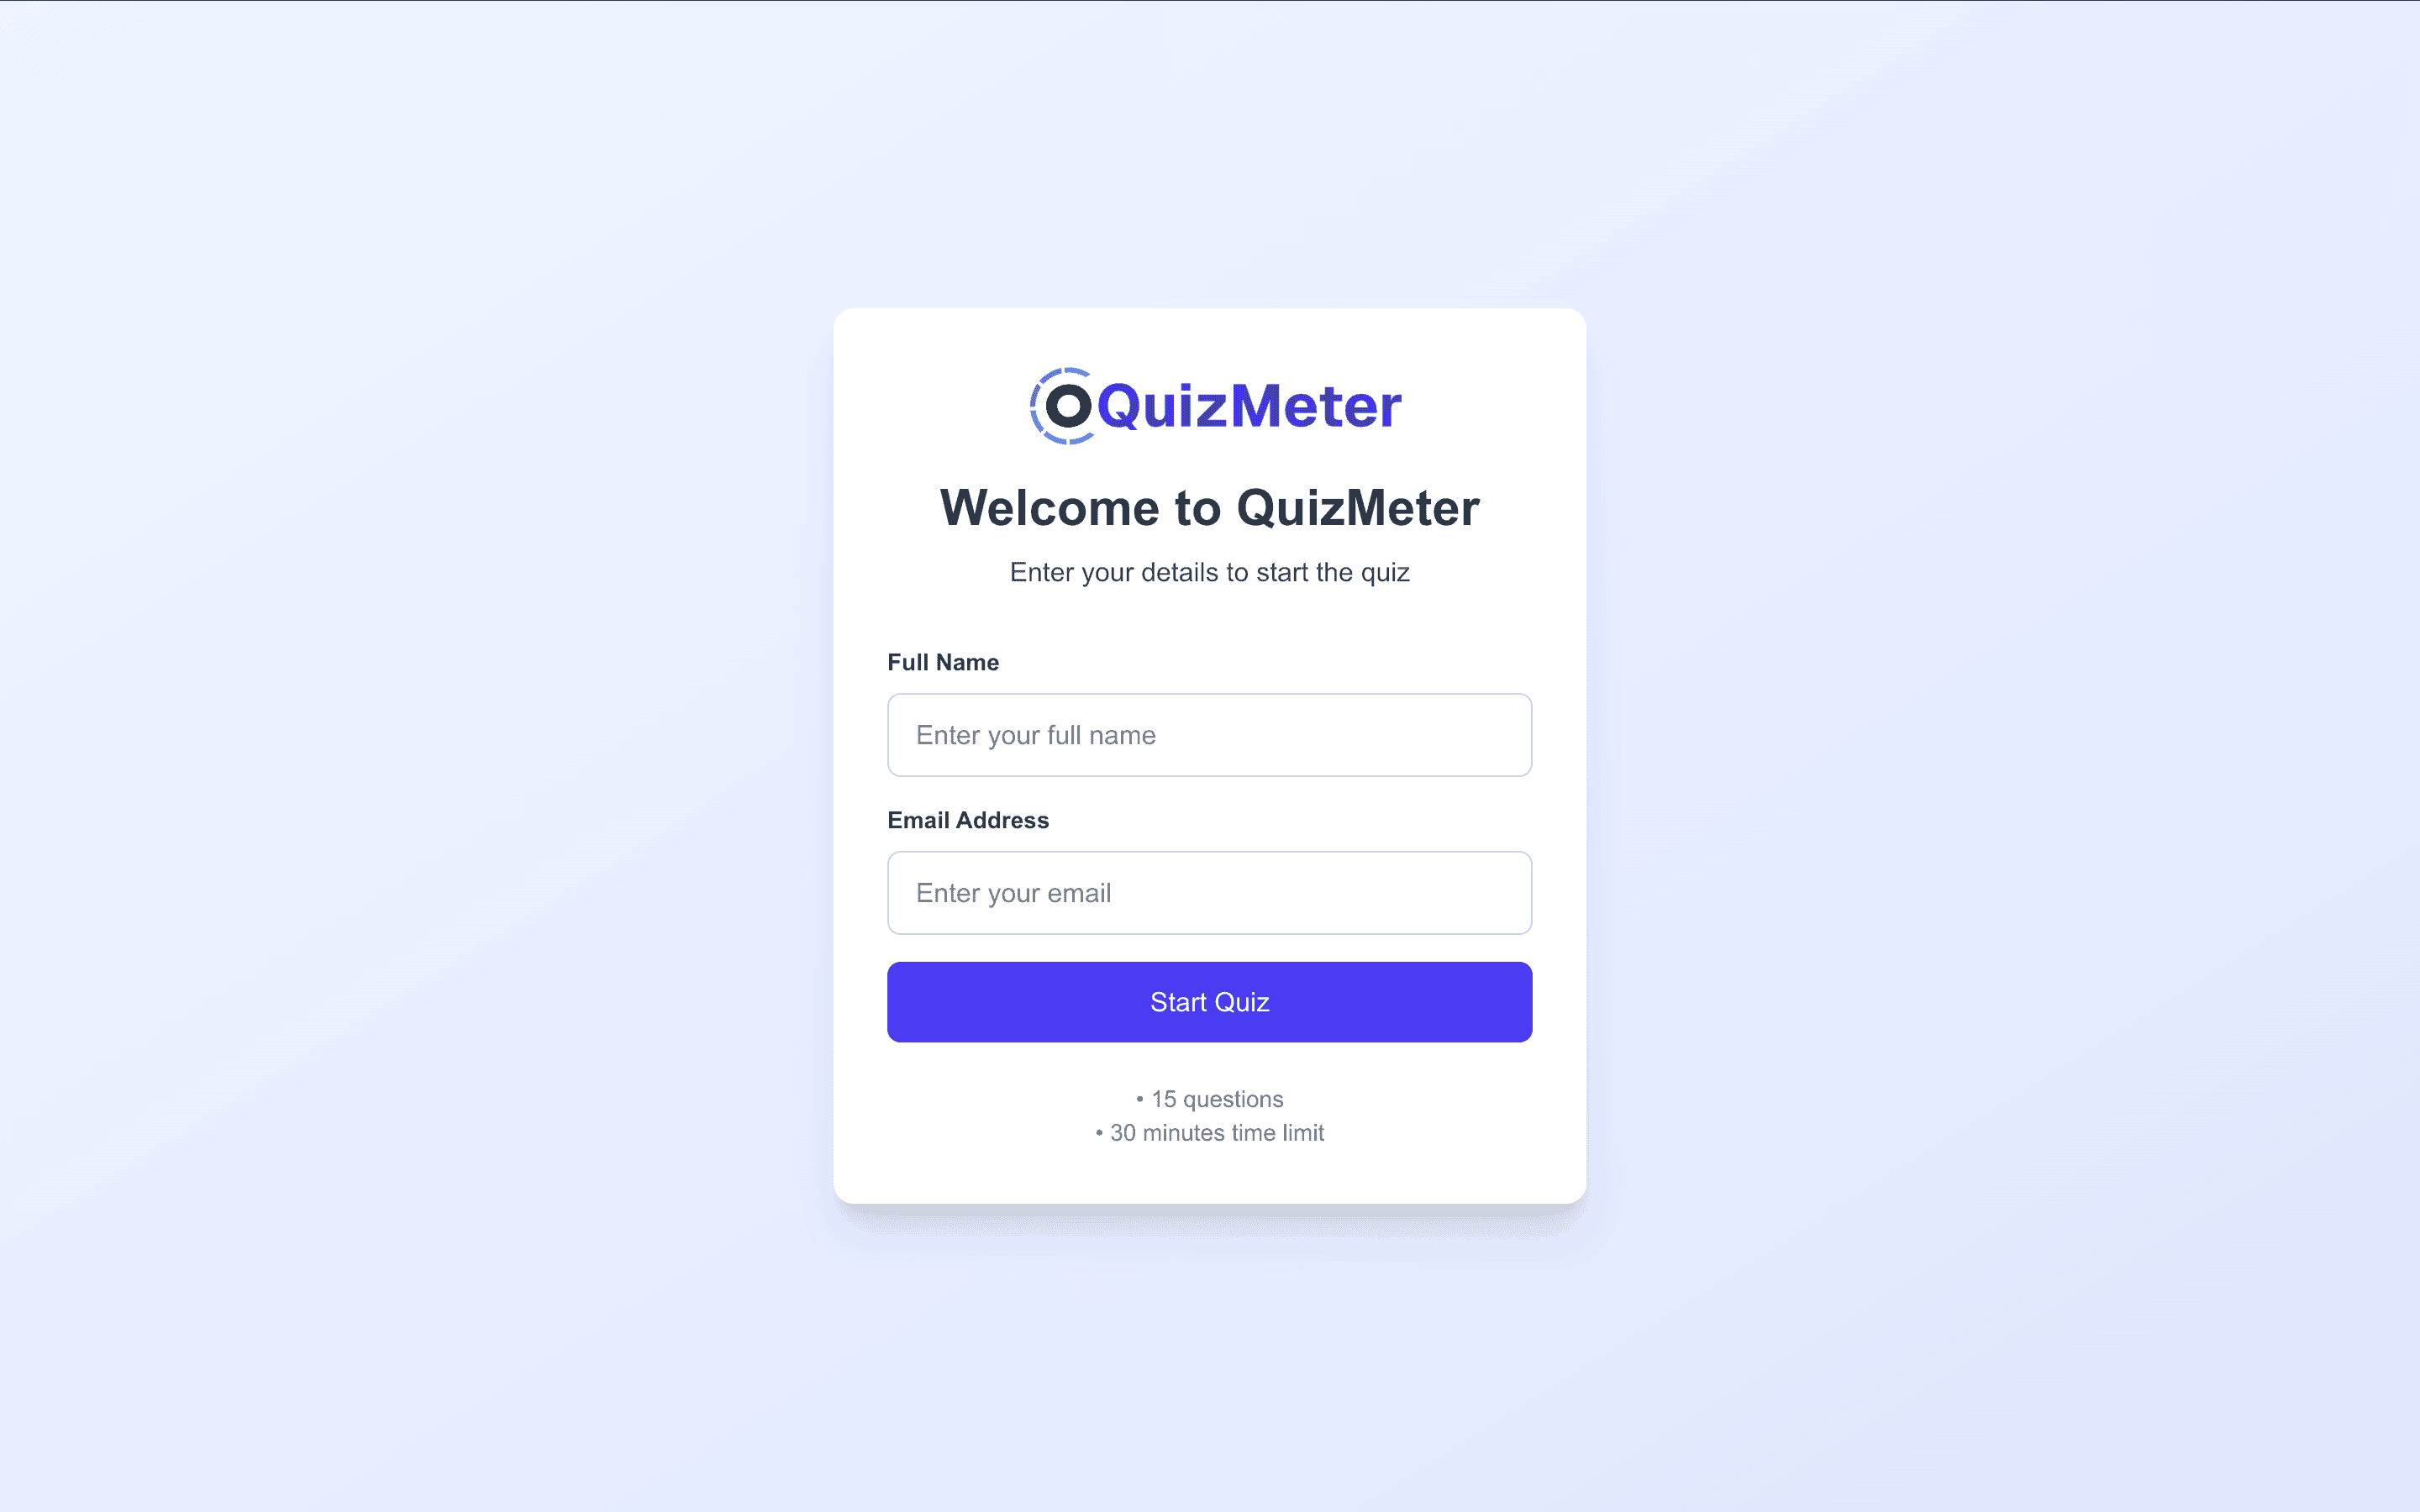 QuizMeter
Welcome to QuizMeter
Enter your details to start the quiz
Full Name
Enter your full name
Email Address
Enter your email
Start Quiz
• 15 questions
• 30 minutes time limit